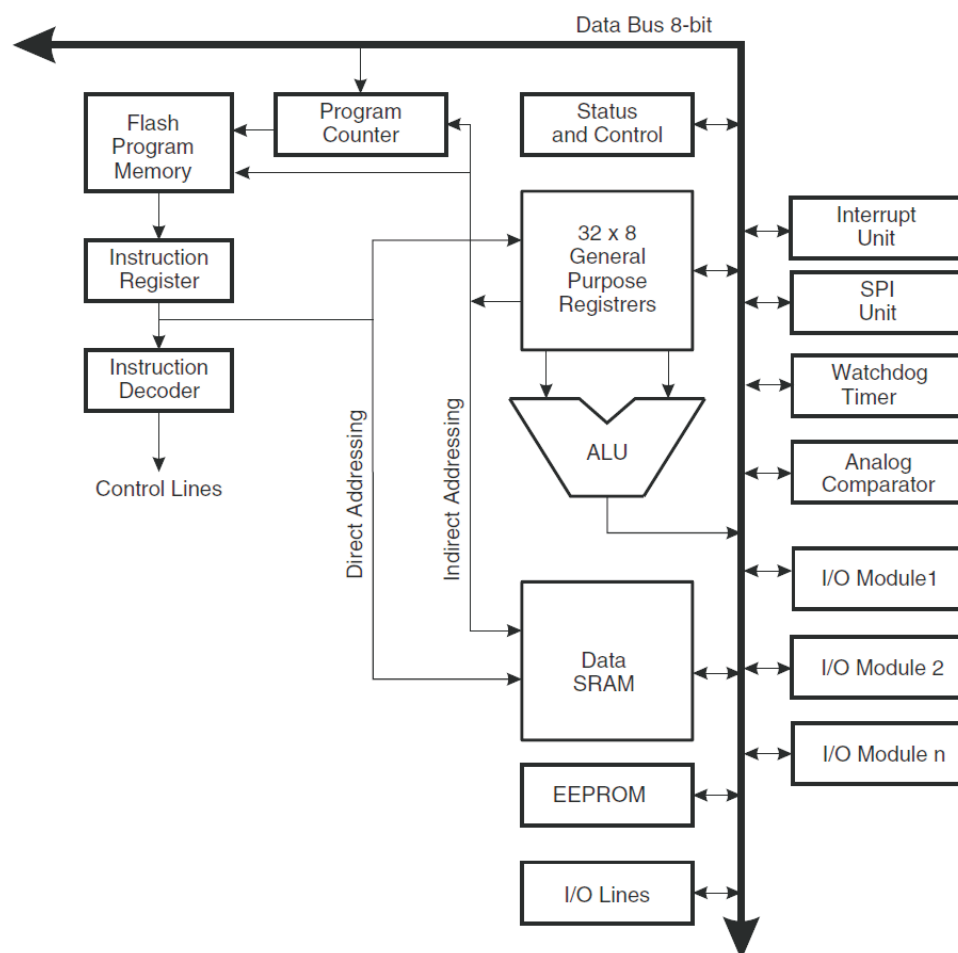 Data Bus 8-bit
Flash
Program
Memory
Program
Counter
Status
and Control
Interrupt
Unit
32 x 8
General
Purpose
Registrers
Instruction
Register
SPI
Unit
Instruction
Decoder
Watchdog
Timer
ALU
Analog
Comparator
Control Lines
Direct Addressing
Indirect Addressing
I/O Module1
Data
SRAM
I/O Module 2
I/O Module n
EEPROM
I/O Lines